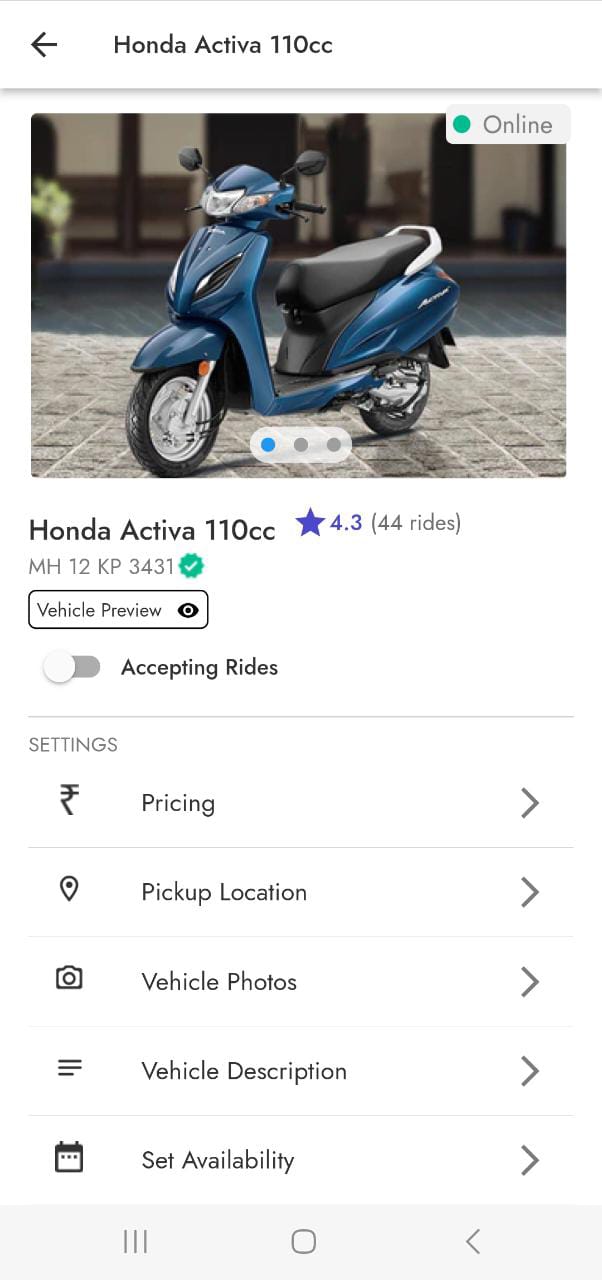 Honda Activa 110cc
Online
Activa
Honda Activa 110cc 4.3 (44 rides)
MH 12 KP 3431
Vehicle Preview
Accepting Rides
SETTINGS
₹ Pricing
Pickup Location
Vehicle Photos
Vehicle Description
Set Availability